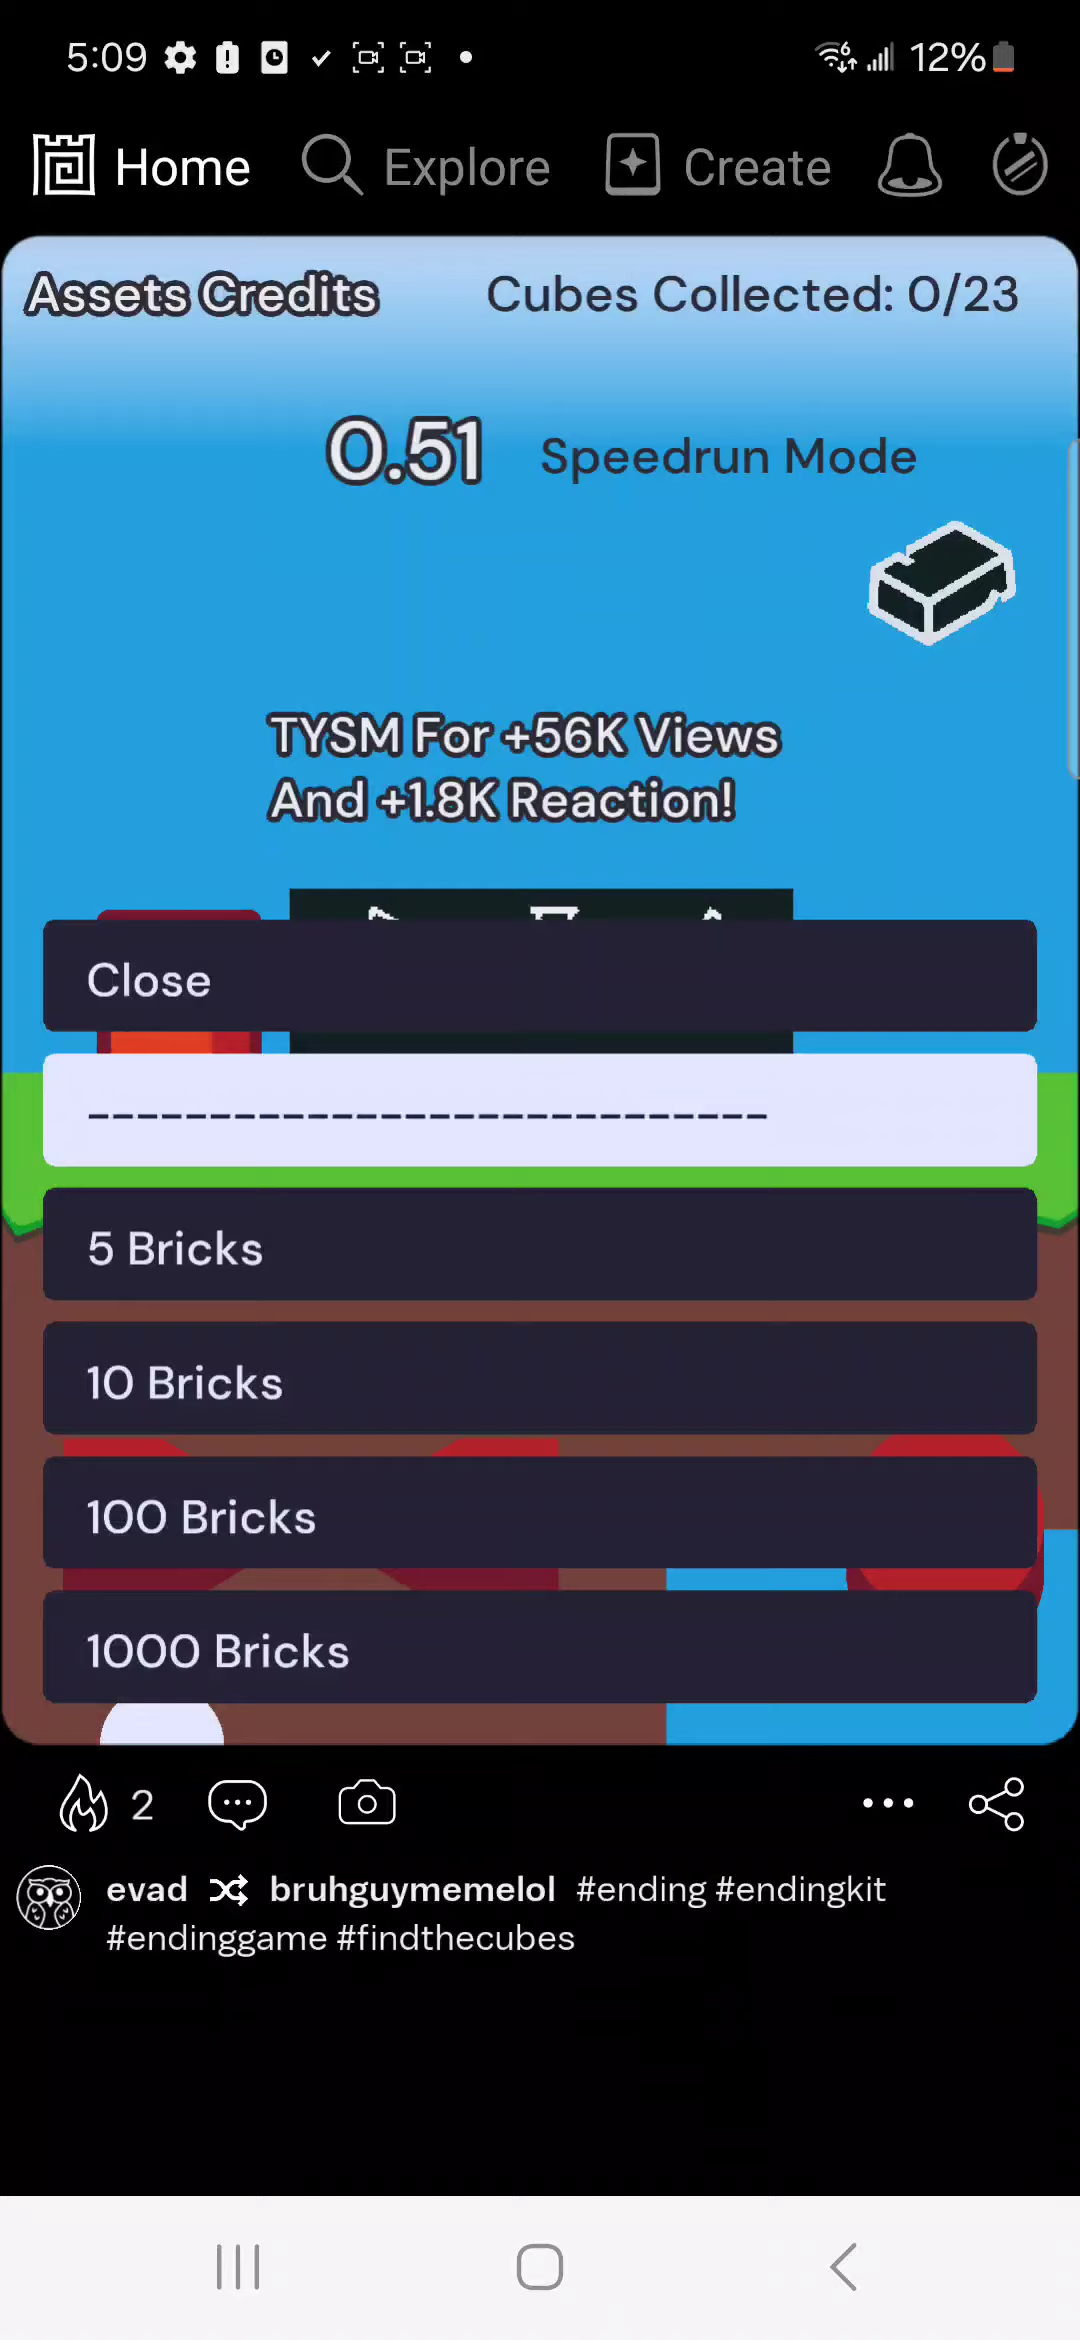 5:09 12%
Home Explore Create
Assets Credits Cubes Collected: 0/23
0.51 Speedrun Mode
TYSM For +56K Views
And +1.8K Reaction!
Close
----------------------------
5 Bricks
10 Bricks
100 Bricks
1000 Bricks
2
evad bruhguymemelol #ending #endingkit
#endinggame #findthecubes